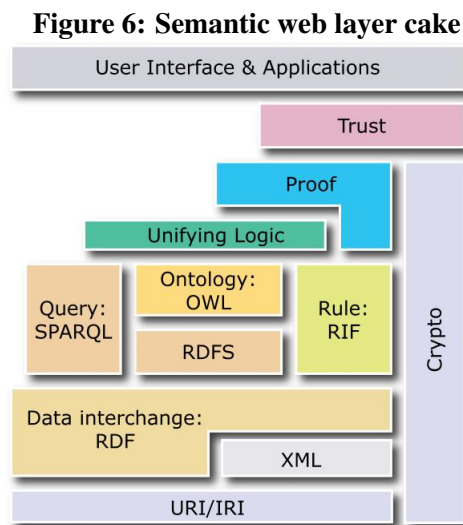 Figure 6: Semantic web layer cake
User Interface & Applications
Trust
Proof
Unifying Logic
Query:
SPARQL
Ontology:
OWL
RDFS
Rule:
RIF
Crypto
Data interchange:
RDF
XML
URI/IRI